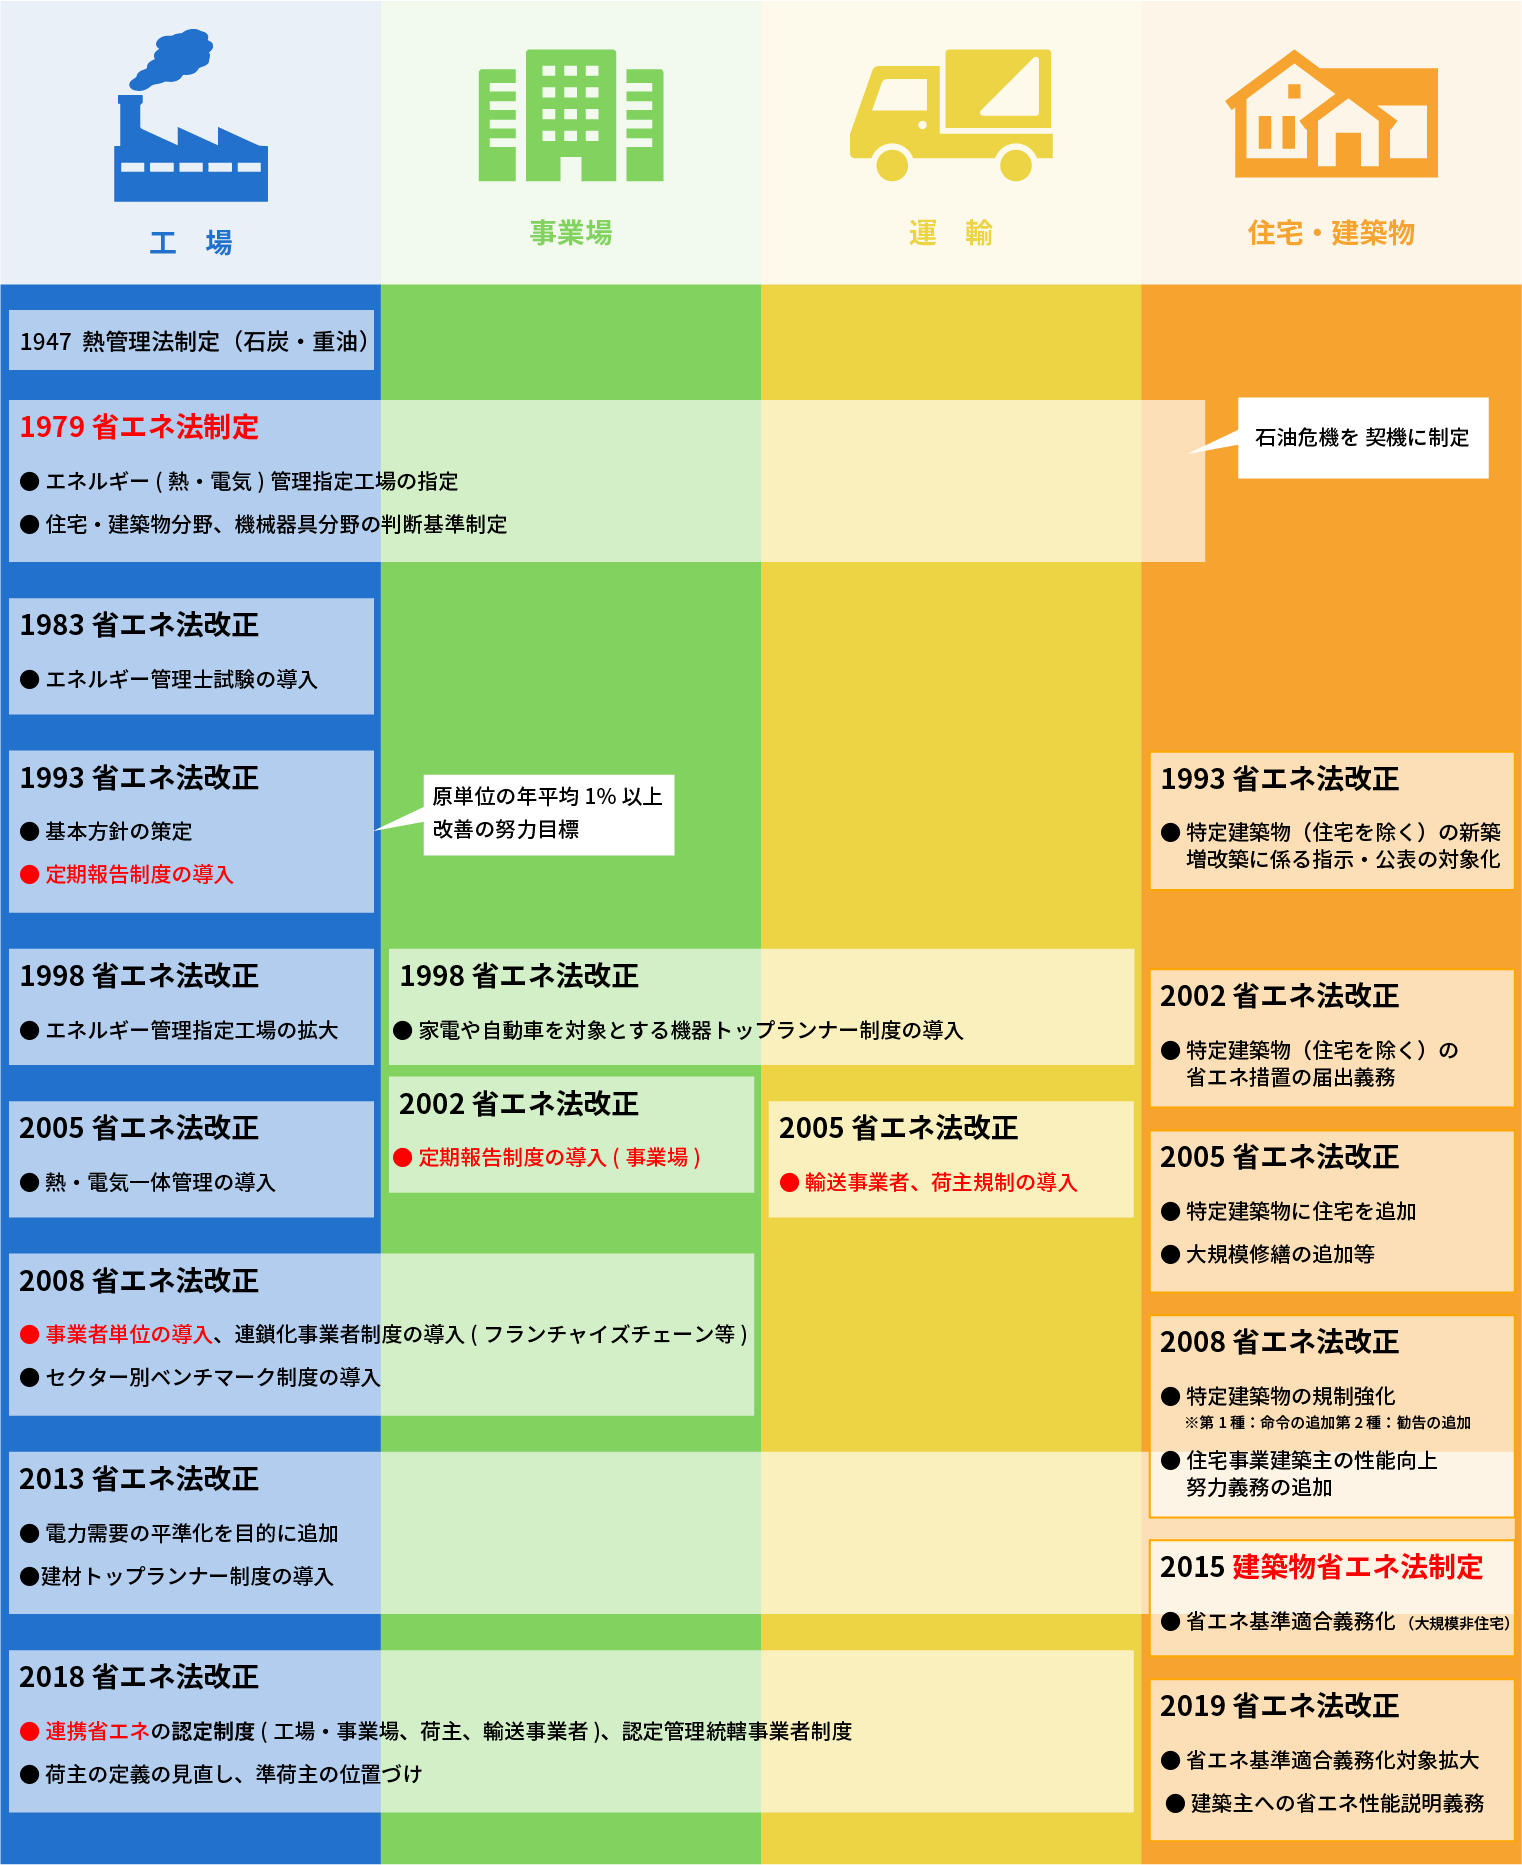 工　場
事業場
運　輸
住宅・建築物
1947 熱管理法制定（石炭・重油）
1979 省エネ法制定
● エネルギー ( 熱・電気 ) 管理指定工場の指定
● 住宅・建築物分野、機械器具分野の判断基準制定
石油危機を 契機に制定
1983 省エネ法改正
● エネルギー管理士試験の導入
1993 省エネ法改正
● 基本方針の策定
● 定期報告制度の導入
原単位の年平均 1% 以上
改善の努力目標
1993 省エネ法改正
● 特定建築物（住宅を除く）の新築
増改築に係る指示・公表の対象化
1998 省エネ法改正
● エネルギー管理指定工場の拡大
1998 省エネ法改正
● 家電や自動車を対象とする機器トップランナー制度の導入
2002 省エネ法改正
● 特定建築物（住宅を除く）の
省エネ措置の届出義務
2002 省エネ法改正
● 定期報告制度の導入 ( 事業場 )
2005 省エネ法改正
● 熱・電気一体管理の導入
2005 省エネ法改正
● 輸送事業者、荷主規制の導入
2005 省エネ法改正
● 特定建築物に住宅を追加
● 大規模修繕の追加等
2008 省エネ法改正
● 事業者単位の導入、連鎖化事業者制度の導入 ( フランチャイズチェーン等 )
● セクター別ベンチマーク制度の導入
2008 省エネ法改正
● 特定建築物の規制強化
※第 1 種：命令の追加第 2 種：勧告の追加
● 住宅事業建築主の性能向上
努力義務の追加
2013 省エネ法改正
● 電力需要の平準化を目的に追加
●建材トップランナー制度の導入
2015 建築物省エネ法制定
● 省エネ基準適合義務化（大規模非住宅）
2018 省エネ法改正
● 連携省エネの認定制度 ( 工場・事業場、荷主、輸送事業者 )、認定管理統轄事業者制度
● 荷主の定義の見直し、準荷主の位置づけ
2019 省エネ法改正
● 省エネ基準適合義務化対象拡大
● 建築主への省エネ性能説明義務